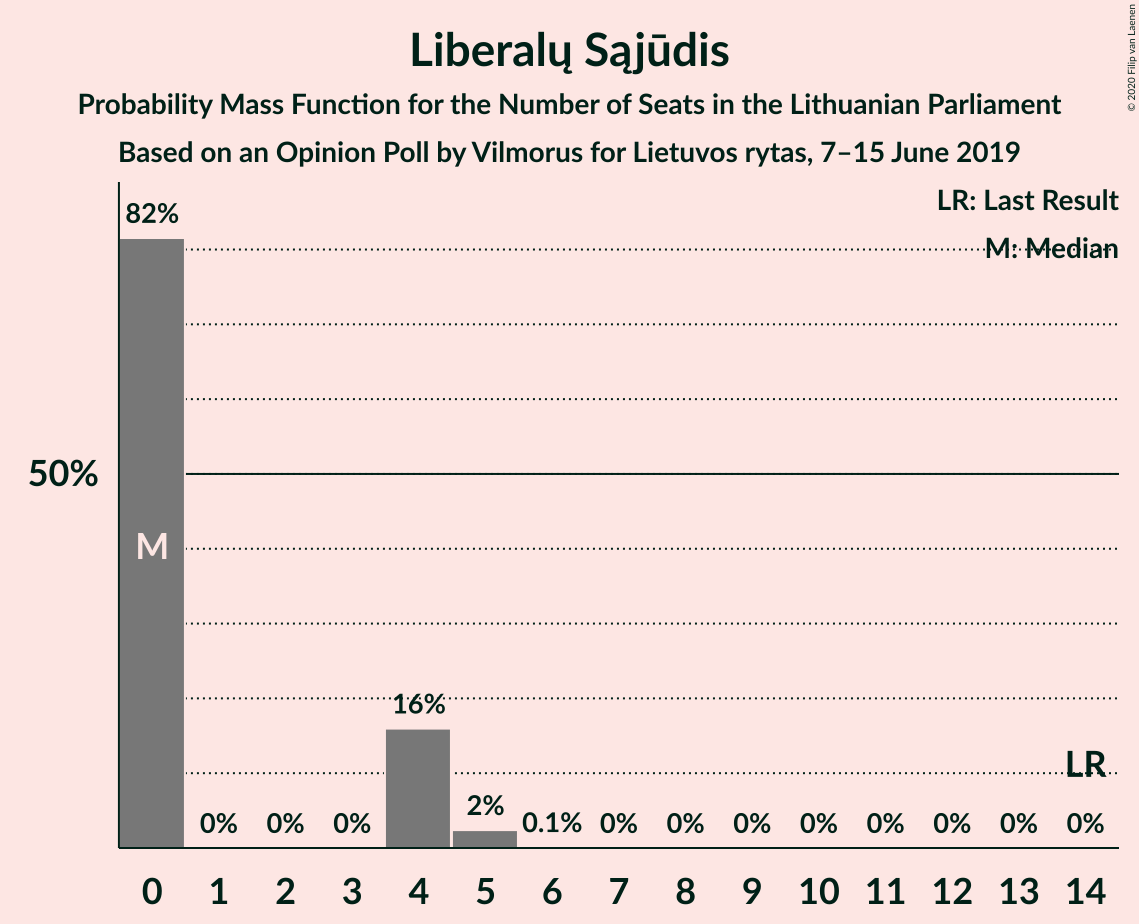 Liberalų Sąjūdis
Probability Mass Function for the Number of Seats in the Lithuanian Parliament
Based on an Opinion Poll by Vilmorus for Lietuvos rytas, 7–15 June 2019
© 2020 Filip van Laenen
LR: Last Result
M: Median
82%
50%
M
16%
LR
2%
0% 0% 0% 0.1% 0% 0% 0% 0% 0% 0% 0% 0%
0 1 2 3 4 5 6 7 8 9 10 11 12 13 14